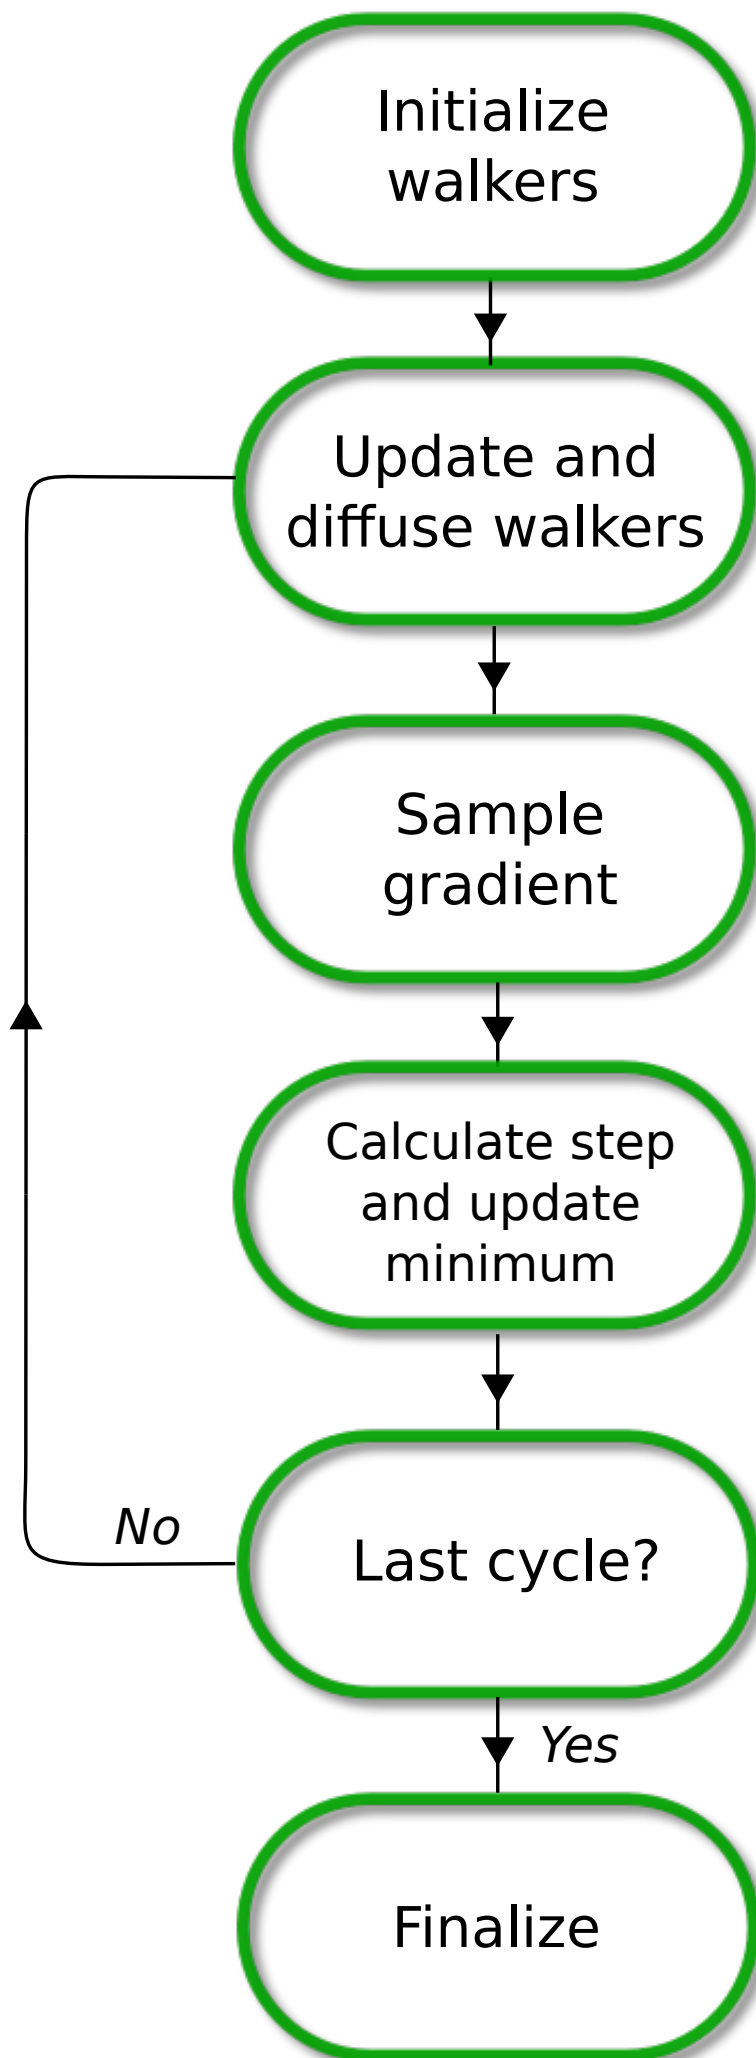 Initialize
walkers
Update and
diffuse walkers
Sample
gradient
Calculate step
and update
minimum
Last cycle?
No
Yes
Finalize